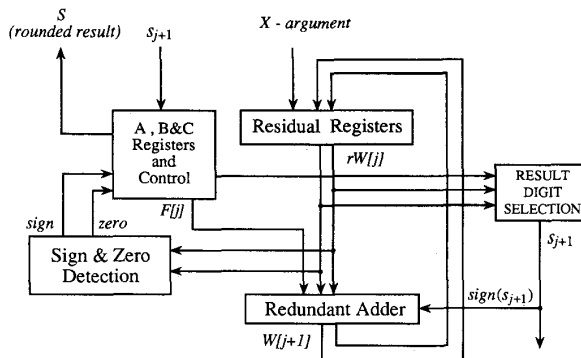 S
(rounded result)
s_{j+1}
X - argument
A , B&C
Registers
and
Control
Residual Registers
rW[j]
RESULT
DIGIT
SELECTION
sign
zero
F[j]
s_{j+1}
Sign & Zero
Detection
Redundant Adder
sign(s_{j+1})
W[j+1]